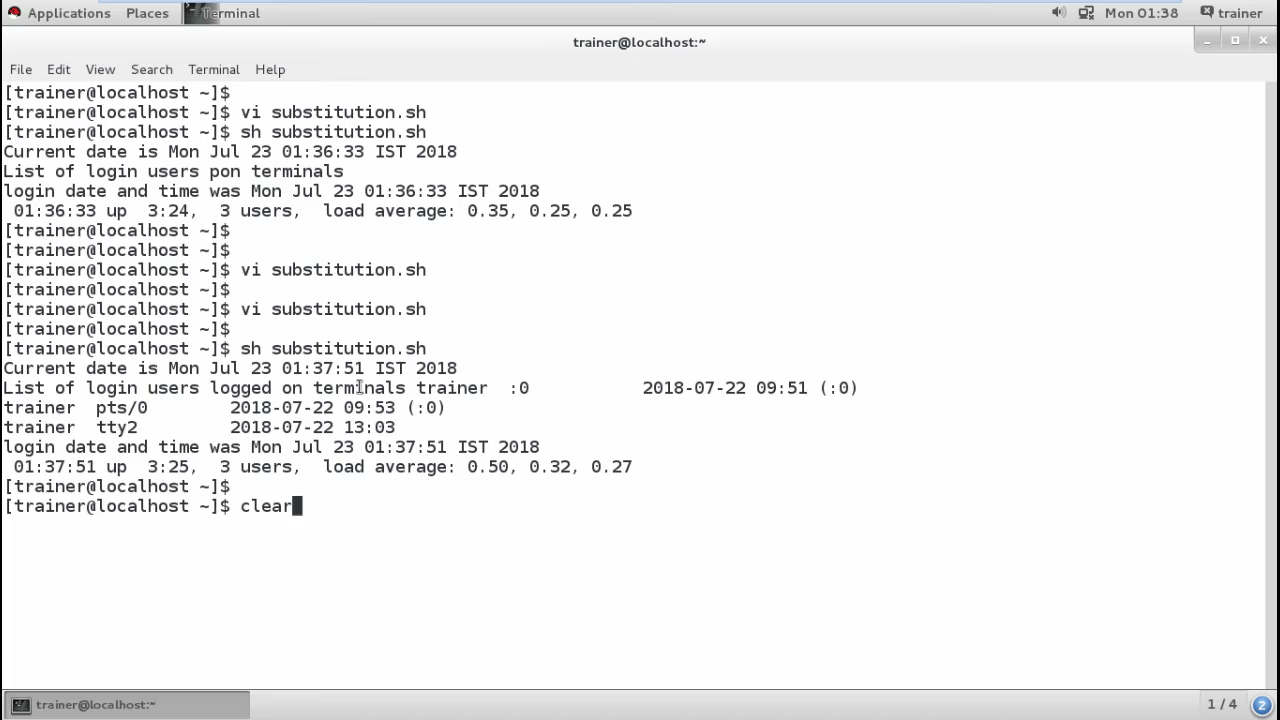 Applications Places Terminal Mon 01:38 trainer
trainer@localhost:~
File Edit View Search Terminal Help
[trainer@localhost ~]$
[trainer@localhost ~]$ vi substitution.sh
[trainer@localhost ~]$ sh substitution.sh
Current date is Mon Jul 23 01:36:33 IST 2018
List of login users pon terminals
login date and time was Mon Jul 23 01:36:33 IST 2018
 01:36:33 up  3:24,  3 users,  load average: 0.35, 0.25, 0.25
[trainer@localhost ~]$
[trainer@localhost ~]$
[trainer@localhost ~]$ vi substitution.sh
[trainer@localhost ~]$
[trainer@localhost ~]$ vi substitution.sh
[trainer@localhost ~]$
[trainer@localhost ~]$ sh substitution.sh
Current date is Mon Jul 23 01:37:51 IST 2018
List of login users logged on terminals trainer  :0           2018-07-22 09:51 (:0)
trainer  pts/0        2018-07-22 09:53 (:0)
trainer  tty2         2018-07-22 13:03
login date and time was Mon Jul 23 01:37:51 IST 2018
 01:37:51 up  3:25,  3 users,  load average: 0.50, 0.32, 0.27
[trainer@localhost ~]$
[trainer@localhost ~]$ clear
trainer@localhost:~ 1 / 4 2